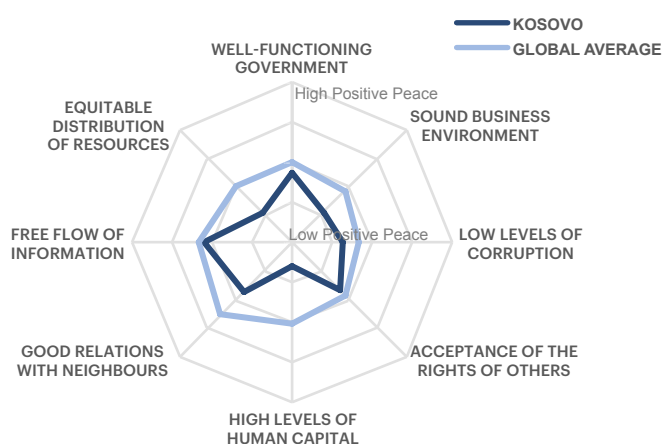 KOSOVO
GLOBAL AVERAGE
WELL-FUNCTIONING
GOVERNMENT
High Positive Peace
EQUITABLE
DISTRIBUTION
OF RESOURCES
SOUND BUSINESS
ENVIRONMENT
FREE FLOW OF
INFORMATION
Low Positive Peace
LOW LEVELS OF
CORRUPTION
GOOD RELATIONS
WITH NEIGHBOURS
ACCEPTANCE OF THE
RIGHTS OF OTHERS
HIGH LEVELS OF
HUMAN CAPITAL